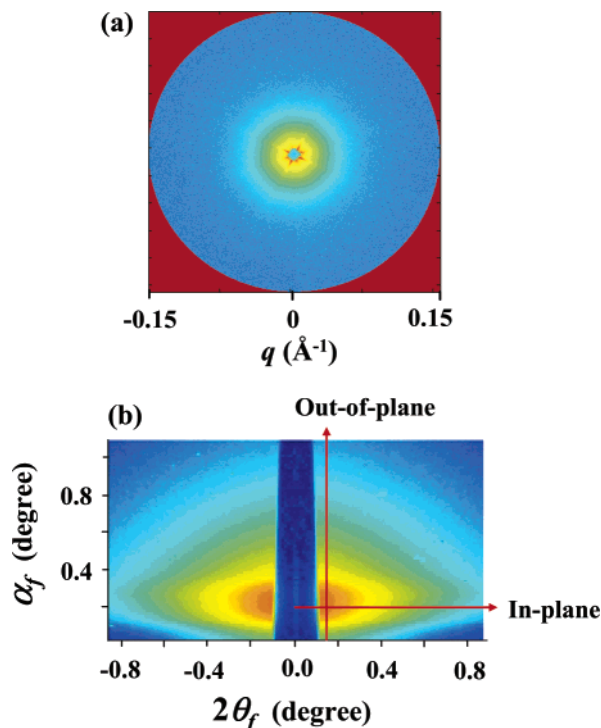 (a)
-0.15 0 0.15
q (Å⁻¹)
(b)
Out-of-plane
0.8
0.4
αf (degree)
In-plane
-0.8 -0.4 0.0 0.4 0.8
2θf (degree)